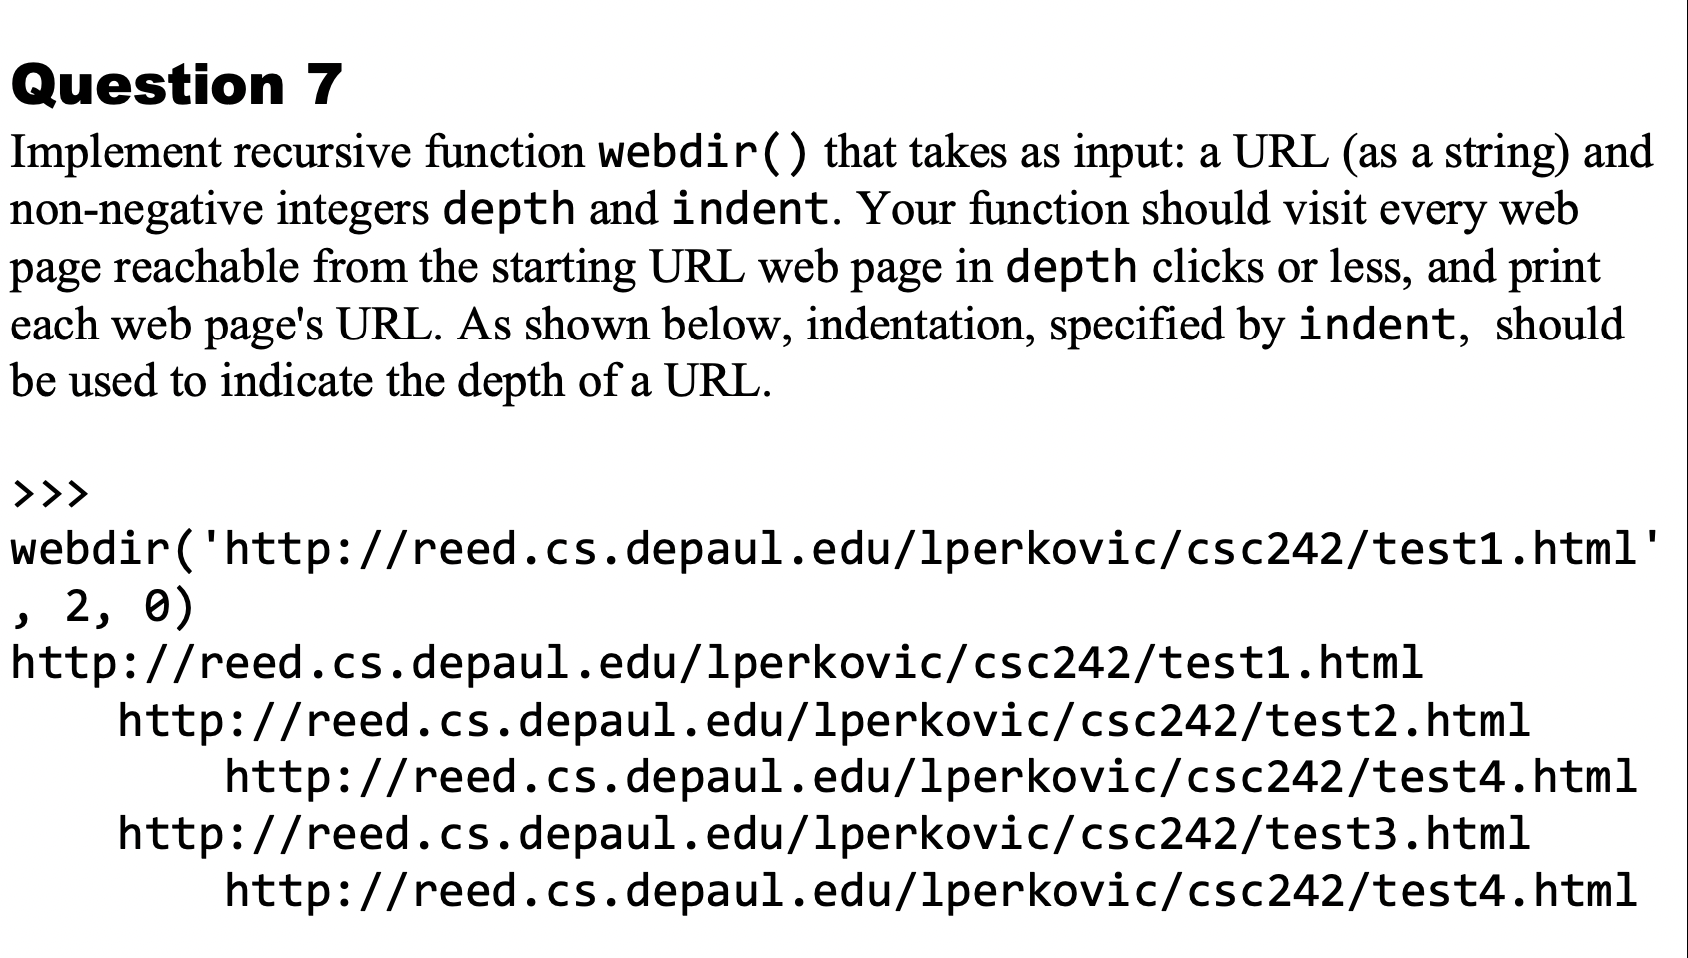 Question 7
Implement recursive function webdir() that takes as input: a URL (as a string) and
non-negative integers depth and indent. Your function should visit every web
page reachable from the starting URL web page in depth clicks or less, and print
each web page's URL. As shown below, indentation, specified by indent, should
be used to indicate the depth of a URL.
>>>
webdir('http://reed.cs.depaul.edu/lperkovic/csc242/test1.html'
, 2, 0)
http://reed.cs.depaul.edu/lperkovic/csc242/test1.html
    http://reed.cs.depaul.edu/lperkovic/csc242/test2.html
        http://reed.cs.depaul.edu/lperkovic/csc242/test4.html
    http://reed.cs.depaul.edu/lperkovic/csc242/test3.html
        http://reed.cs.depaul.edu/lperkovic/csc242/test4.html